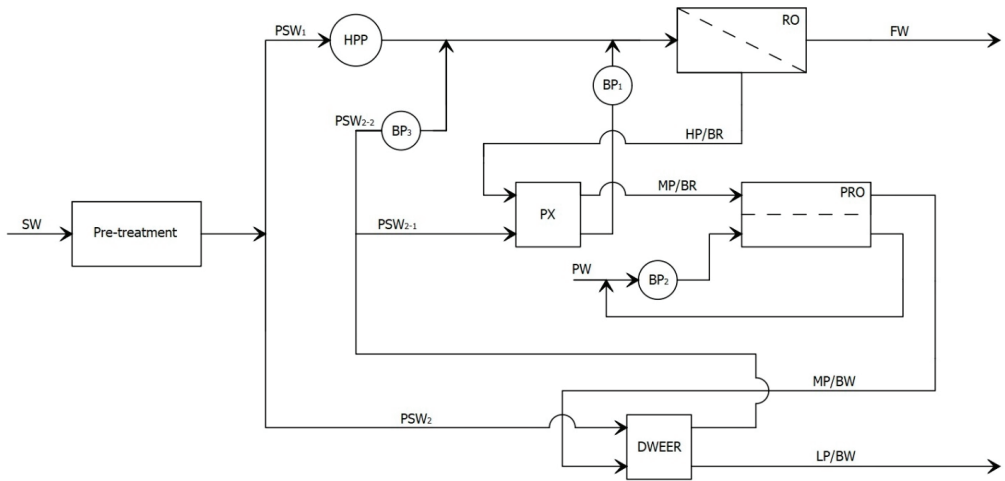 PSW₁
HPP
RO
FW
PSW₂₋₂
BP₃
BP₁
HP/BR
SW
Pre-treatment
PSW₂₋₁
PX
MP/BR
PRO
PW
BP₂
MP/BW
PSW₂
DWEER
LP/BW